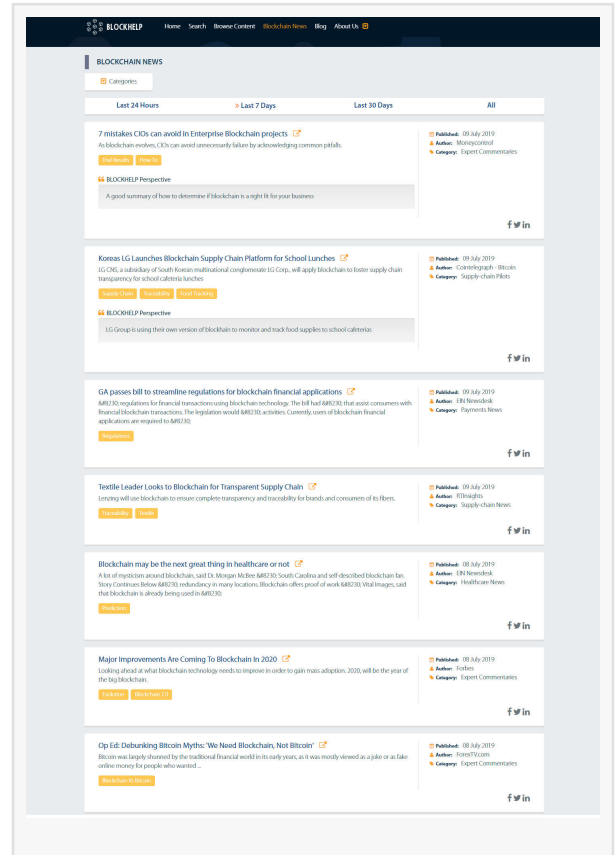 BLOCKHELP Home Search Browse Content Blockchain News Blog About Us
BLOCKCHAIN NEWS
Categories
Last 24 Hours » Last 7 Days Last 30 Days All
7 mistakes CIOs can avoid in Enterprise Blockchain projects
As blockchain evolves, CIOs can avoid unnecessarily failure by acknowledging common pitfalls.
How To
BLOCKHELP Perspective
A good summary of how to determine if blockchain is a right fit for your business
Published: 09 July 2019
Author: Moneycontrol
Category: Expert Commentaries
Koreas LG Launches Blockchain Supply Chain Platform for School Lunches
LG CNS, a subsidiary of South Korean multinational conglomerate LG Corp., will apply blockchain to foster supply chain
transparency for school cafeteria lunches
Supply Chain Traceability Food Tracking
BLOCKHELP Perspective
LG Group is using their own version of blockhain to monitor and track food supplies to school cafiterias
Published: 09 July 2019
Author: Cointelegraph - Bitcoin
Category: Supply-chain Pilots
GA passes bill to streamline regulations for blockchain financial applications
&#8230; regulations for financial transactions using blockchain technology. The bill had &#8230; that assist consumers with
financial blockchain transactions. The legislation would &#8230; activities. Currently, users of blockchain financial
applications are required to &#8230;
Regulations
Published: 09 July 2019
Author: EIN Newsdesk
Category: Payments News
Textile Leader Looks to Blockchain for Transparent Supply Chain
Lenzing will use blockchain to ensure complete transparency and traceability for brands and consumers of its fibers.
Traceability Textile
Published: 09 July 2019
Author: RTInsights
Category: Supply-chain News
Blockchain may be the next great thing in healthcare or not
A lot of mysticism around blockchain, said Dr. Morgan McBee &#8230; South Carolina and self-described blockchain fan.
Story Continues Below &#8230; redundancy in many locations. Blockchain offers proof of work &#8230; Vital Images, said
that blockchain is already being used in &#8230;
Prediction
Published: 08 July 2019
Author: EIN Newsdesk
Category: Healthcare News
Major Improvements Are Coming To Blockchain In 2020
Looking ahead at what blockchain technology needs to improve in order to gain mass adoption. 2020, will be the year of
the big blockchain.
Evolution Blockchain 2.0
Published: 08 July 2019
Author: Forbes
Category: Expert Commentaries
Op Ed: Debunking Bitcoin Myths: 'We Need Blockchain, Not Bitcoin'
Bitcoin was largely shunned by the traditional financial world in its early years, as it was mostly viewed as a joke or as fake
online money for people who wanted ...
Blockchain Vs Bitcoin
Published: 08 July 2019
Author: ForexTV.com
Category: Expert Commentaries